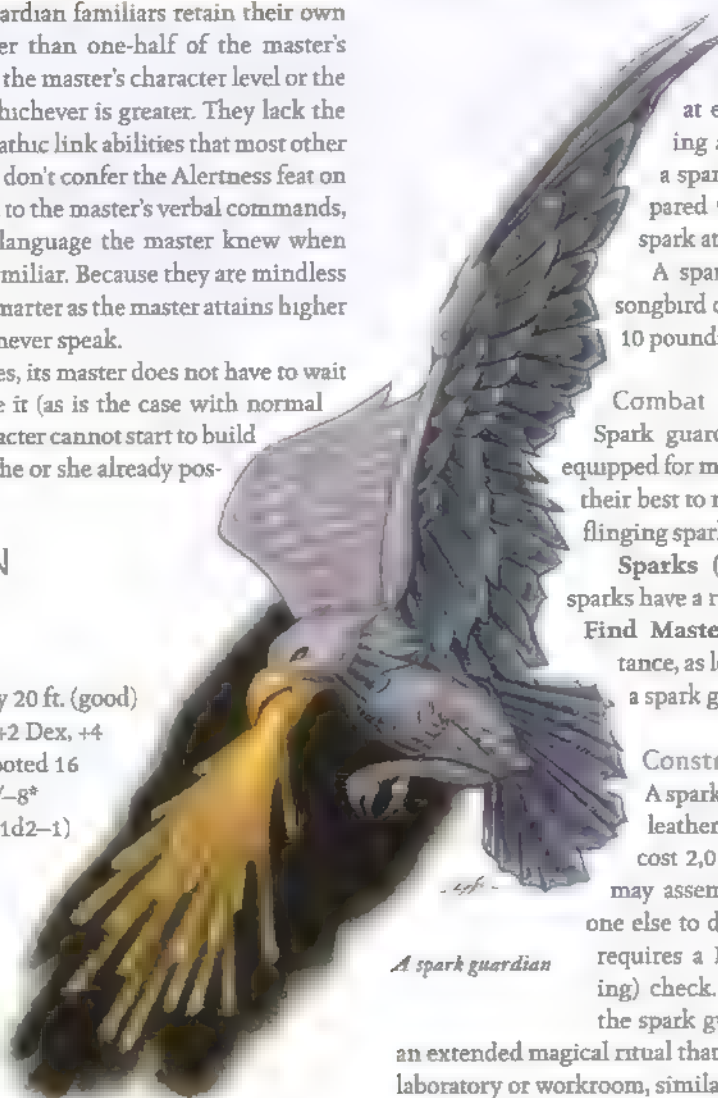 ardian familiars retain their own
er than one-half of the master's
the master's character level or the
hichever is greater. They lack the
athic link abilities that most other
don't confer the Alertness feat on
to the master's verbal commands,
language the master knew when
miliar. Because they are mindless
marter as the master attains higher
never speak.
es, its master does not have to wait
e it (as is the case with normal
acter cannot start to build
he or she already pos-
N
y 20 ft. (good)
+2 Dex, +4
ooted 16
/–8*
1d2–1)
at e
ing a
a spar
pared
spark at
A spar
songbird o
10 pound
Combat
Spark guard
equipped for m
their best to r
flinging spar
Sparks (
sparks have a r
Find Master
tance, as lo
a spark g
Constr
A spark
leather
cost 2,0
may assem
one else to d
requires a
ing) check.
the spark gu
an extended magical ritual that
laboratory or workroom, simila
A spark guardian